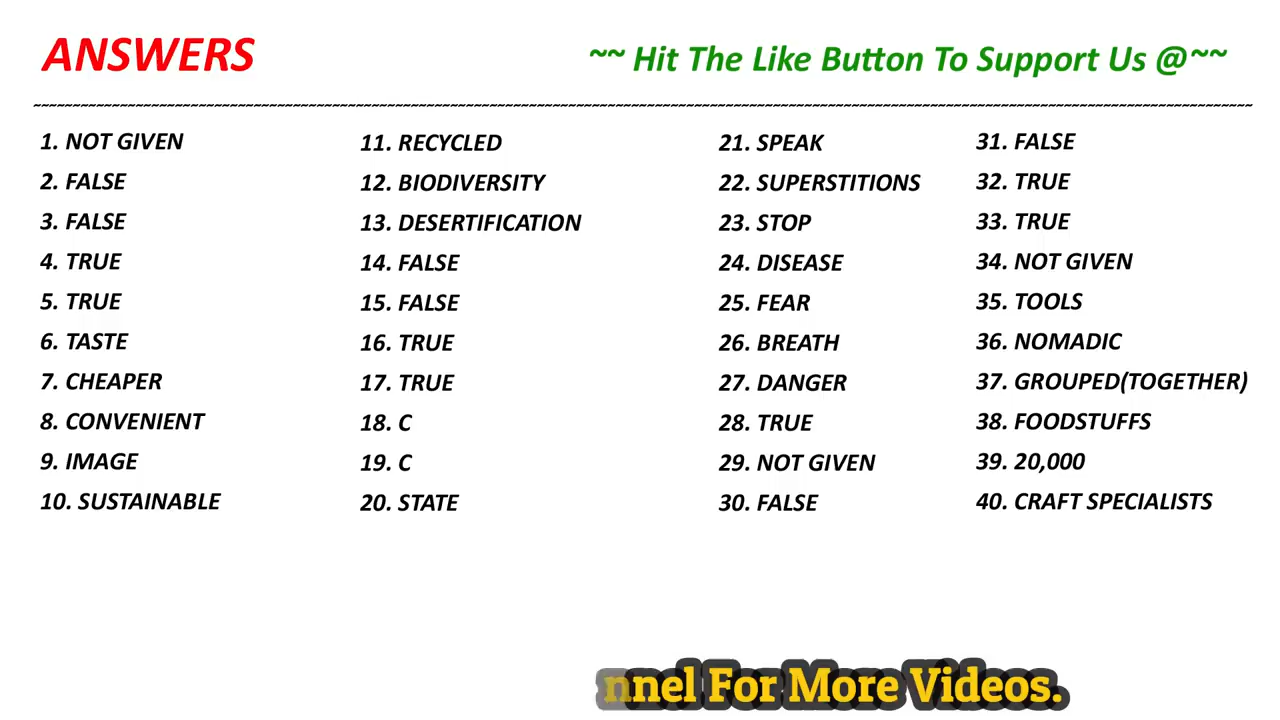 ANSWERS
~~ Hit The Like Button To Support Us @~~
1. NOT GIVEN
2. FALSE
3. FALSE
4. TRUE
5. TRUE
6. TASTE
7. CHEAPER
8. CONVENIENT
9. IMAGE
10. SUSTAINABLE
11. RECYCLED
12. BIODIVERSITY
13. DESERTIFICATION
14. FALSE
15. FALSE
16. TRUE
17. TRUE
18. C
19. C
20. STATE
21. SPEAK
22. SUPERSTITIONS
23. STOP
24. DISEASE
25. FEAR
26. BREATH
27. DANGER
28. TRUE
29. NOT GIVEN
30. FALSE
31. FALSE
32. TRUE
33. TRUE
34. NOT GIVEN
35. TOOLS
36. NOMADIC
37. GROUPED(TOGETHER)
38. FOODSTUFFS
39. 20,000
40. CRAFT SPECIALISTS
nnel For More Videos.